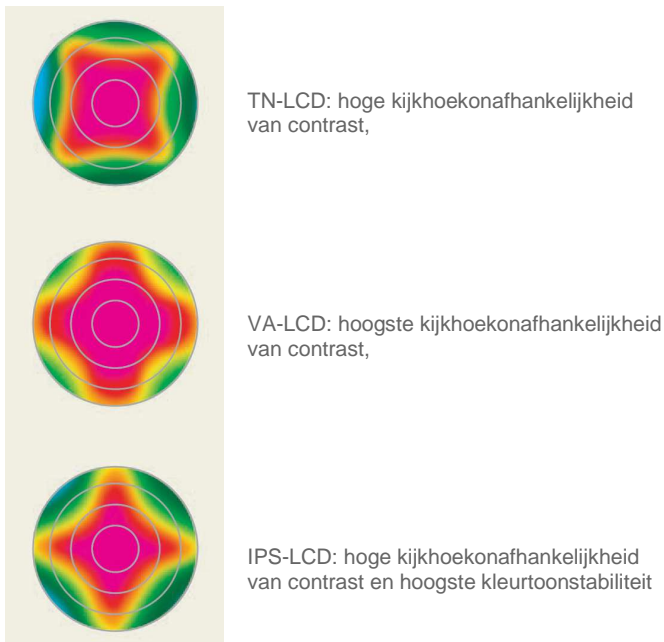 TN-LCD: hoge kijkhoekonafhankelijkheid
van contrast,
VA-LCD: hoogste kijkhoekonafhankelijkheid
van contrast,
IPS-LCD: hoge kijkhoekonafhankelijkheid
van contrast en hoogste kleurtoonstabiliteit